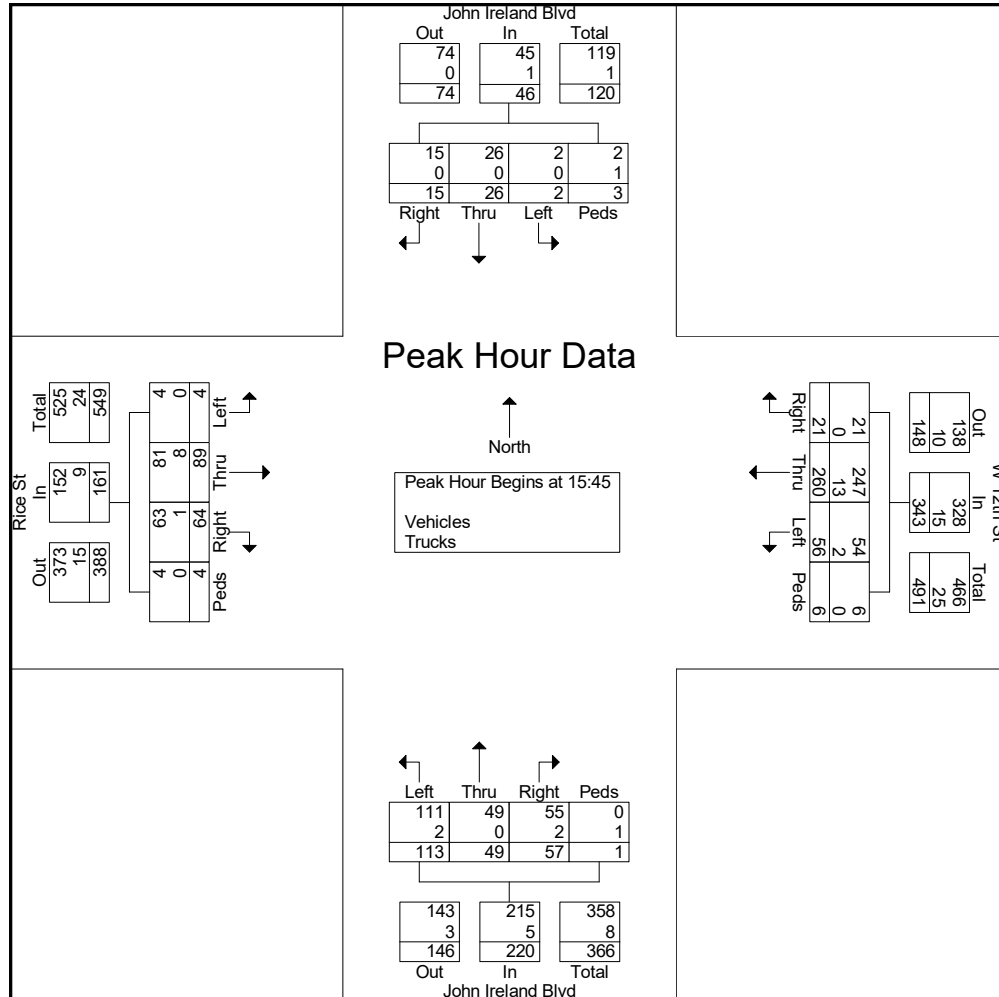 John Ireland Blvd
Out In Total
74 45 119
0 1 1
74 46 120
15 26 2 2
0 0 0 1
15 26 2 3
Right Thru Left Peds
Peak Hour Data
North
Peak Hour Begins at 15:45
Vehicles
Trucks
Rice St
Total In Out
525 152 373
24 9 15
549 161 388
4 81 63 4
0 8 1 0
4 89 64 4
Left Thru Right Peds
W 12th St
Out In Total
138 328 466
10 15 25
148 343 491
21 247 54 6
0 13 2 0
21 260 56 6
Right Thru Left Peds
Left Thru Right Peds
111 49 55 0
2 0 2 1
113 49 57 1
143 215 358
3 5 8
146 220 366
Out In Total
John Ireland Blvd